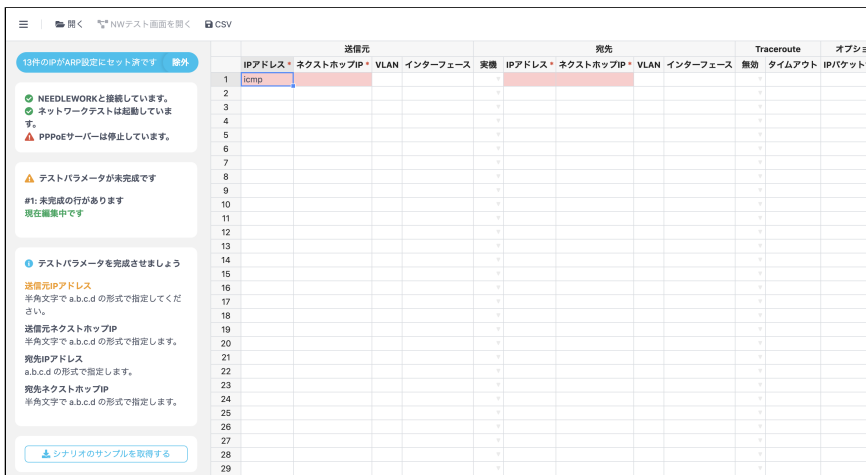 開く NWテスト画面を開く CSV
13件のIPがARP設定にセット済です 除外
NEEDLEWORKと接続しています。
ネットワークテストは起動していま
す。
PPPoEサーバーは停止しています。
テストパラメータが未完成です
#1: 未完成の行があります
現在編集中です
テストパラメータを完成させましょう
送信元IPアドレス
半角文字で a.b.c.d の形式で指定してくだ
さい。
送信元ネクストホップIP
半角文字で a.b.c.d の形式で指定します。
宛先IPアドレス
a.b.c.d の形式で指定します。
宛先ネクストホップIP
半角文字で a.b.c.d の形式で指定します。
シナリオのサンプルを取得する
送信元 宛先 Traceroute オプショ
IPアドレス * ネクストホップIP * VLAN インターフェース 実機 IPアドレス * ネクストホップIP * VLAN インターフェース 無効 タイムアウト IPパケット
1 icmp
2
3
4
5
6
7
8
9
10
11
12
13
14
15
16
17
18
19
20
21
22
23
24
25
26
27
28
29